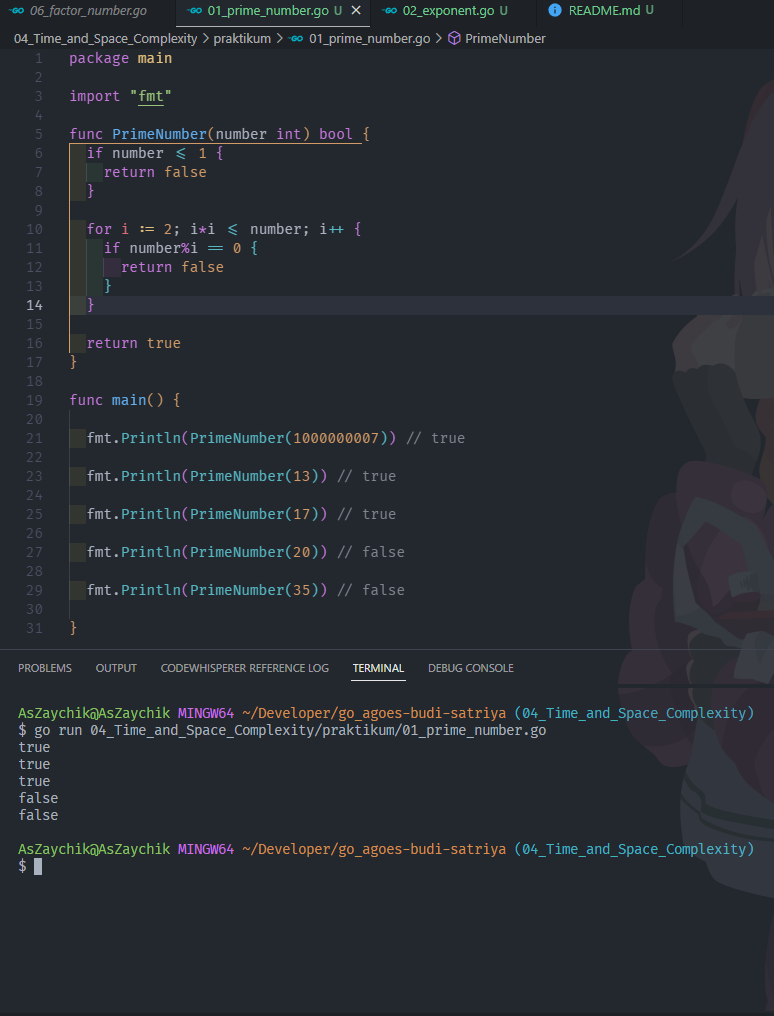 06_factor_number.go 01_prime_number.go U 02_exponent.go U README.md U
04_Time_and_Space_Complexity > praktikum > 01_prime_number.go > PrimeNumber
1 package main
2
3 import "fmt"
4
5 func PrimeNumber(number int) bool {
6 if number <= 1 {
7 return false
8 }
9
10 for i := 2; i*i <= number; i++ {
11 if number%i == 0 {
12 return false
13 }
14 }
15
16 return true
17 }
18
19 func main() {
20
21 fmt.Println(PrimeNumber(1000000007)) // true
22
23 fmt.Println(PrimeNumber(13)) // true
24
25 fmt.Println(PrimeNumber(17)) // true
26
27 fmt.Println(PrimeNumber(20)) // false
28
29 fmt.Println(PrimeNumber(35)) // false
30
31 }
PROBLEMS OUTPUT CODEWHISPERER REFERENCE LOG TERMINAL DEBUG CONSOLE
AsZaychik@AsZaychik MINGW64 ~/Developer/go_agoes-budi-satriya (04_Time_and_Space_Complexity)
$ go run 04_Time_and_Space_Complexity/praktikum/01_prime_number.go
true
true
true
false
false
AsZaychik@AsZaychik MINGW64 ~/Developer/go_agoes-budi-satriya (04_Time_and_Space_Complexity)
$